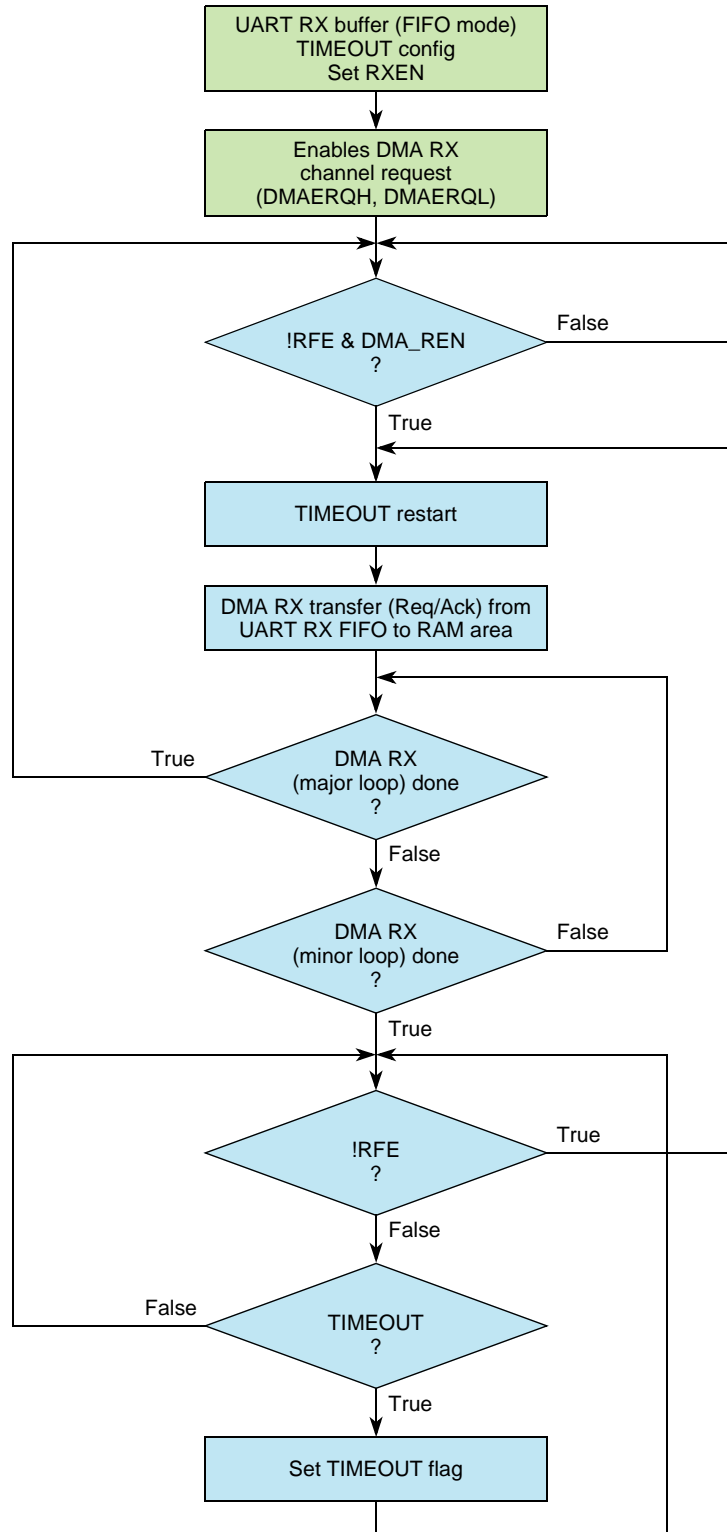 UART RX buffer (FIFO mode)
TIMEOUT config
Set RXEN
Enables DMA RX
channel request
(DMAERQH, DMAERQL)
!RFE & DMA_REN
?
False
True
TIMEOUT restart
DMA RX transfer (Req/Ack) from
UART RX FIFO to RAM area
True
DMA RX
(major loop) done
?
False
DMA RX
(minor loop) done
?
False
True
!RFE
?
True
False
False
TIMEOUT
?
True
Set TIMEOUT flag